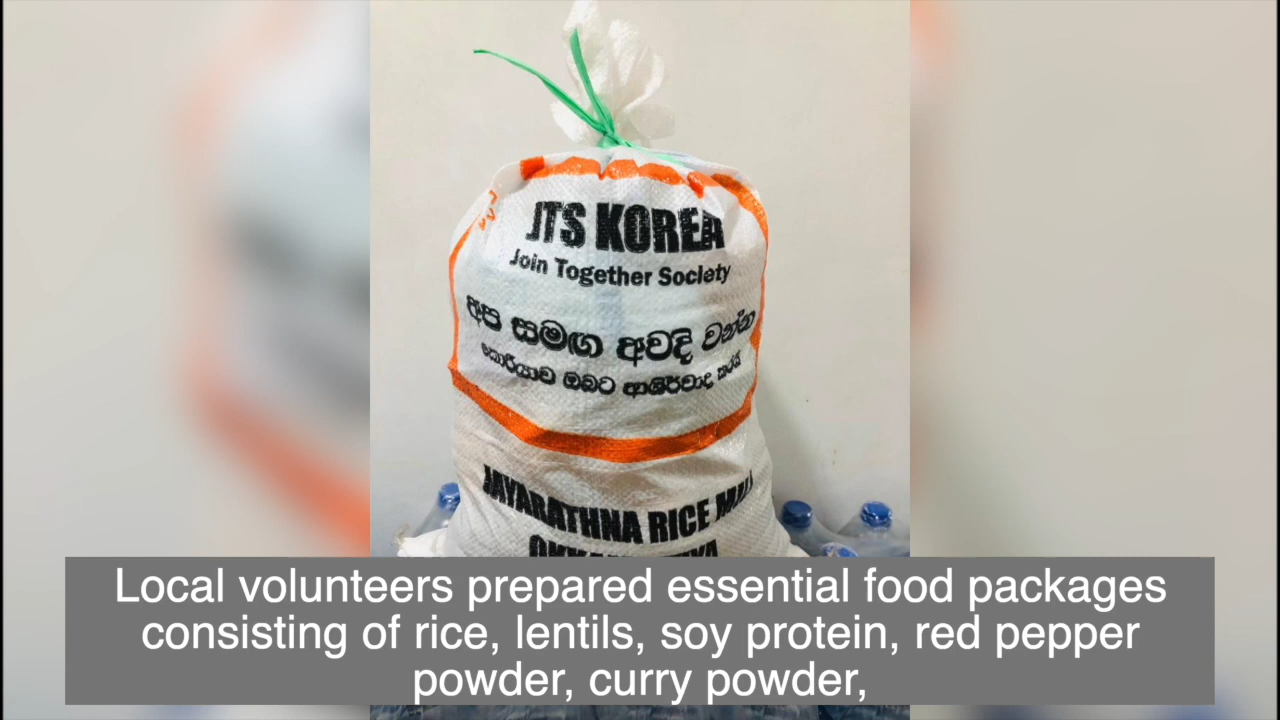 JTS KOREA
Join Together Society
අප සමඟ අවදි වන්න
කොරියාව ඔබට ආශිර්වාද කරයි
JAYARATHNA RICE MILL
Local volunteers prepared essential food packages
consisting of rice, lentils, soy protein, red pepper
powder, curry powder,